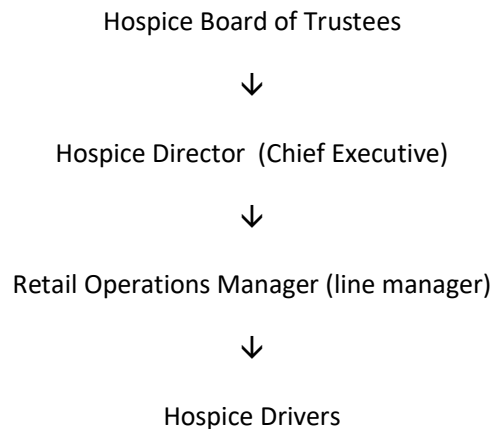 Hospice Board of Trustees
↓
Hospice Director  (Chief Executive)
↓
Retail Operations Manager (line manager)
↓
Hospice Drivers